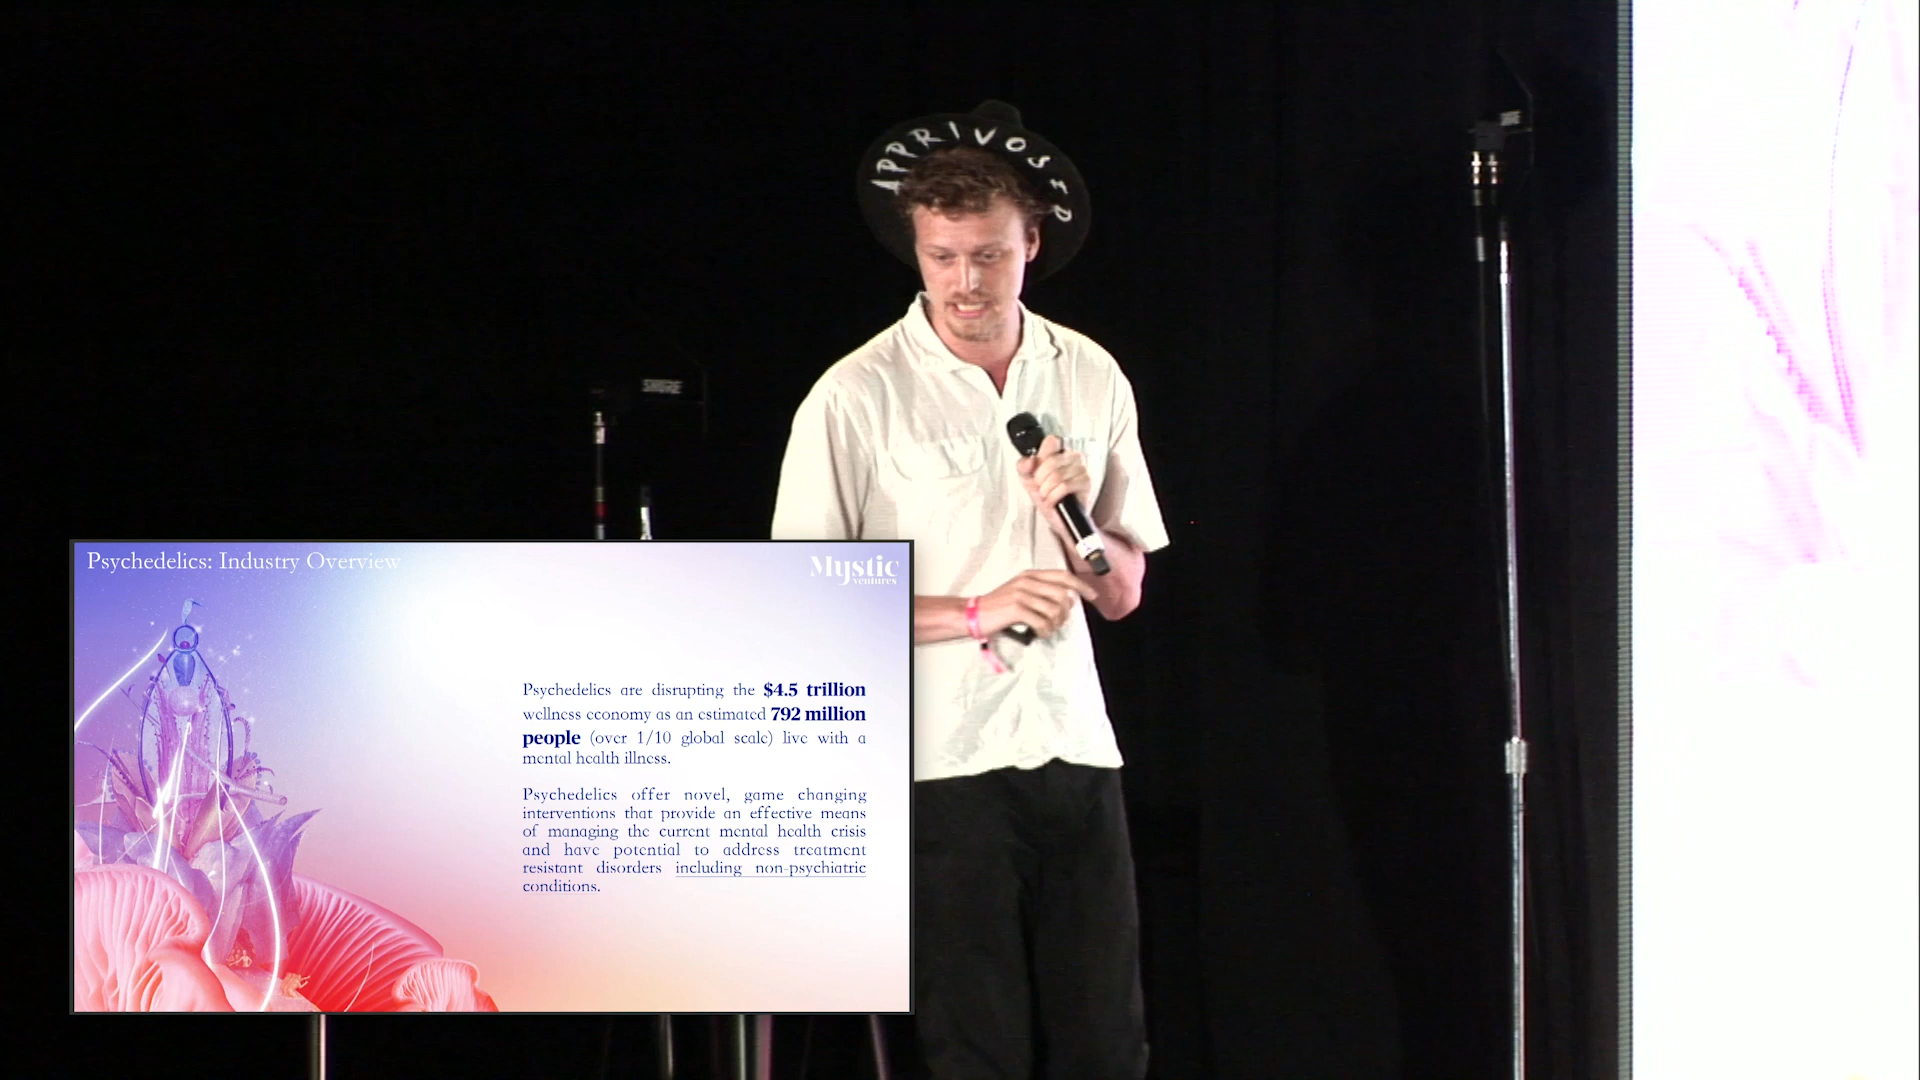 APPRIVOSED
SHURE
Psychedelics: Industry Overview
Mystic
ventures
Psychedelics are disrupting the $4.5 trillion
wellness economy as an estimated 792 million
people (over 1/10 global scale) live with a
mental health illness.
Psychedelics offer novel, game changing
interventions that provide an effective means
of managing the current mental health crisis
and have potential to address treatment
resistant disorders including non-psychiatric
conditions.